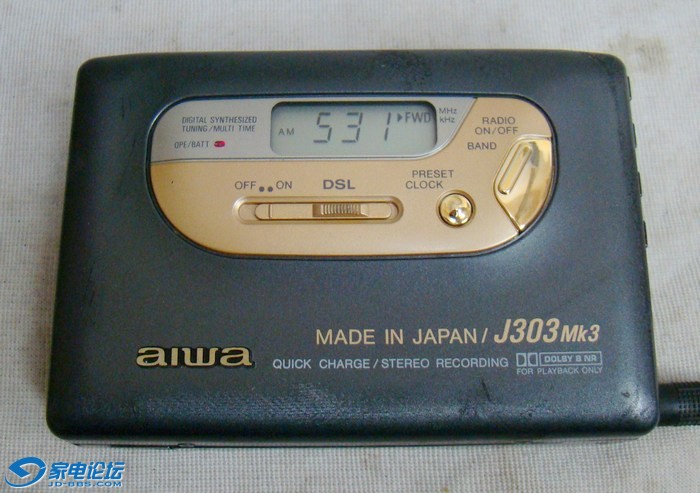 DIGITAL SYNTHESIZED
TUNING/MULTI TIME
OPE/BATT
AM 531 ▶FWD
MHz
kHz
RADIO
ON/OFF
BAND
OFF ●● ON DSL
PRESET
CLOCK
MADE IN JAPAN/ J303 Mk3
aiwa
QUICK CHARGE/STEREO RECORDING DOLBY B NR
FOR PLAYBACK ONLY
家电论坛
JD-BBS.COM